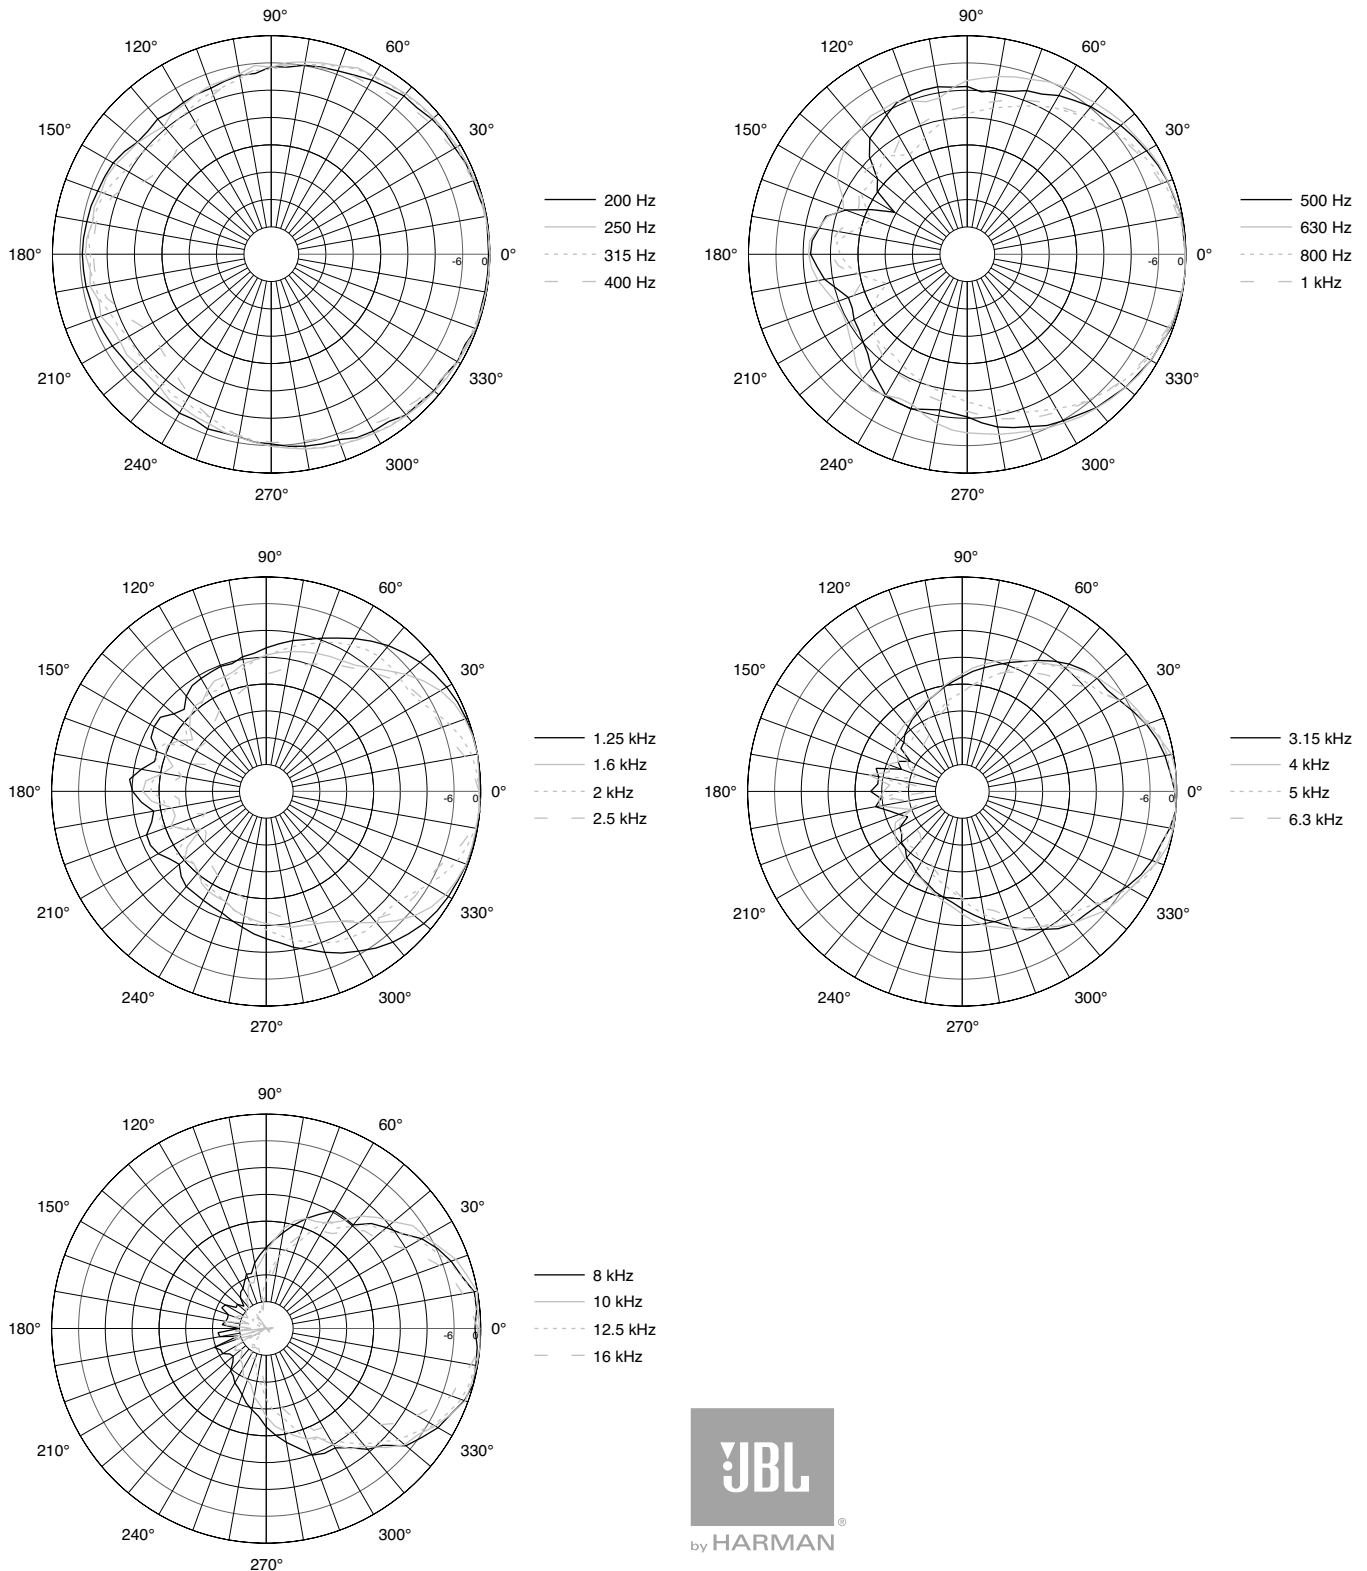 90°
120° 60°
150° 30°
180° -6 0 0°
210° 330°
240° 300°
270°
200 Hz
250 Hz
315 Hz
400 Hz
90°
120° 60°
150° 30°
180° -6 0 0°
210° 330°
240° 300°
270°
500 Hz
630 Hz
800 Hz
1 kHz
90°
120° 60°
150° 30°
180° -6 0 0°
210° 330°
240° 300°
270°
1.25 kHz
1.6 kHz
2 kHz
2.5 kHz
90°
120° 60°
150° 30°
180° -6 0 0°
210° 330°
240° 300°
270°
3.15 kHz
4 kHz
5 kHz
6.3 kHz
90°
120° 60°
150° 30°
180° -6 0 0°
210° 330°
240° 300°
270°
8 kHz
10 kHz
12.5 kHz
16 kHz
JBL
®
by HARMAN